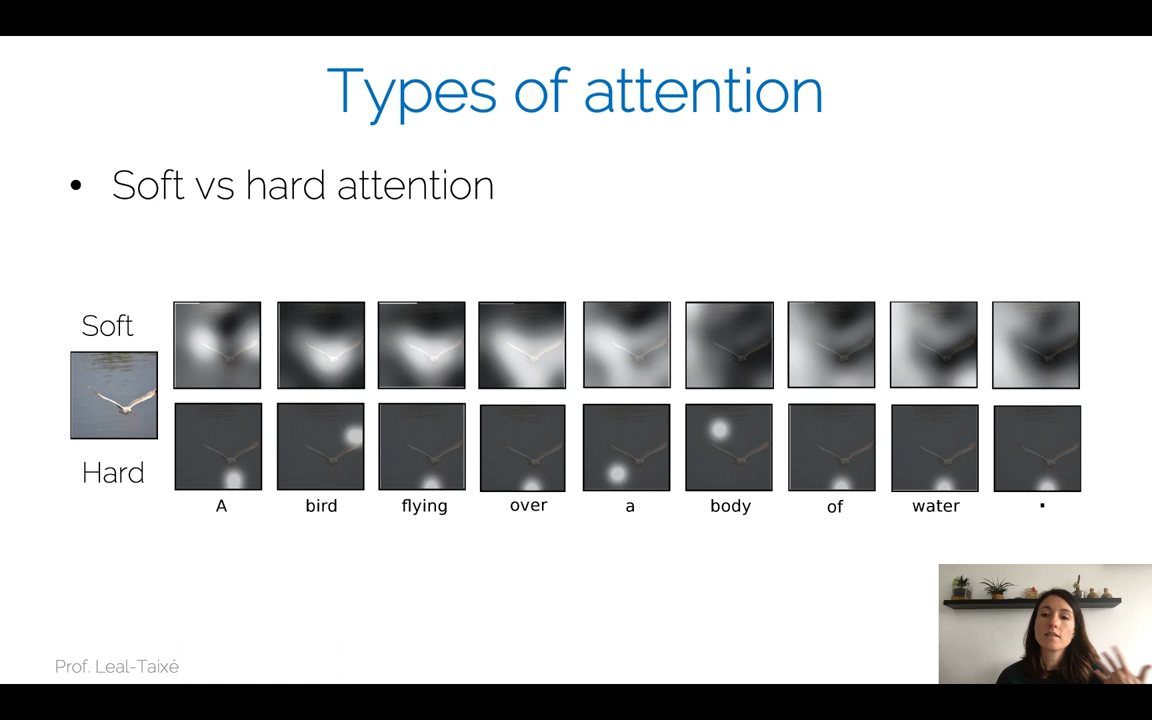 Types of attention
• Soft vs hard attention
Soft
Hard
A bird flying over a body of water .
Prof. Leal-Taixé